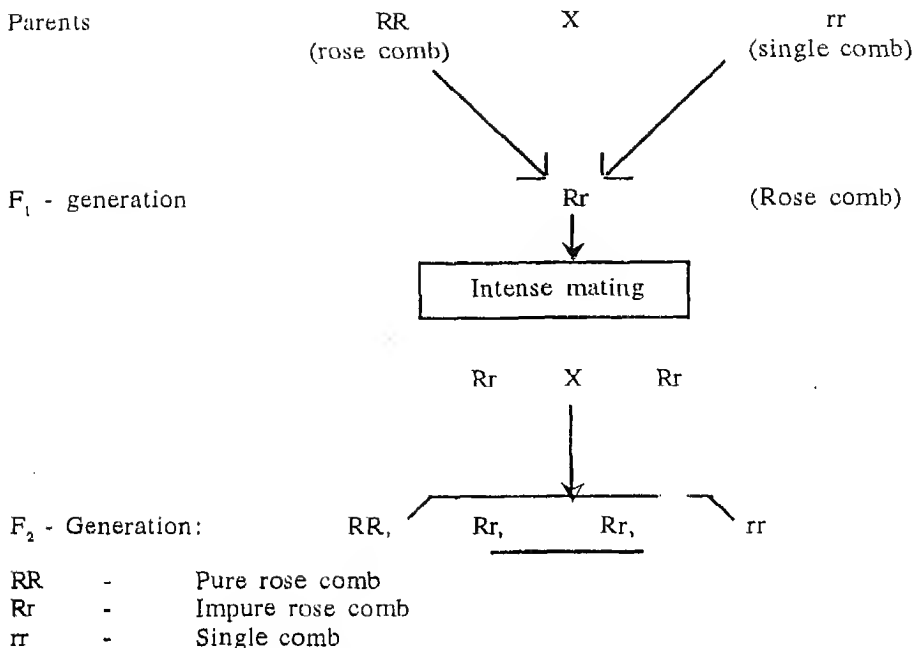 Parents RR X rr
(rose comb) (single comb)
F₁ - generation Rr (Rose comb)
Intense mating
Rr X Rr
F₂ - Generation: RR, Rr, Rr, rr
RR - Pure rose comb
Rr - Impure rose comb
rr - Single comb